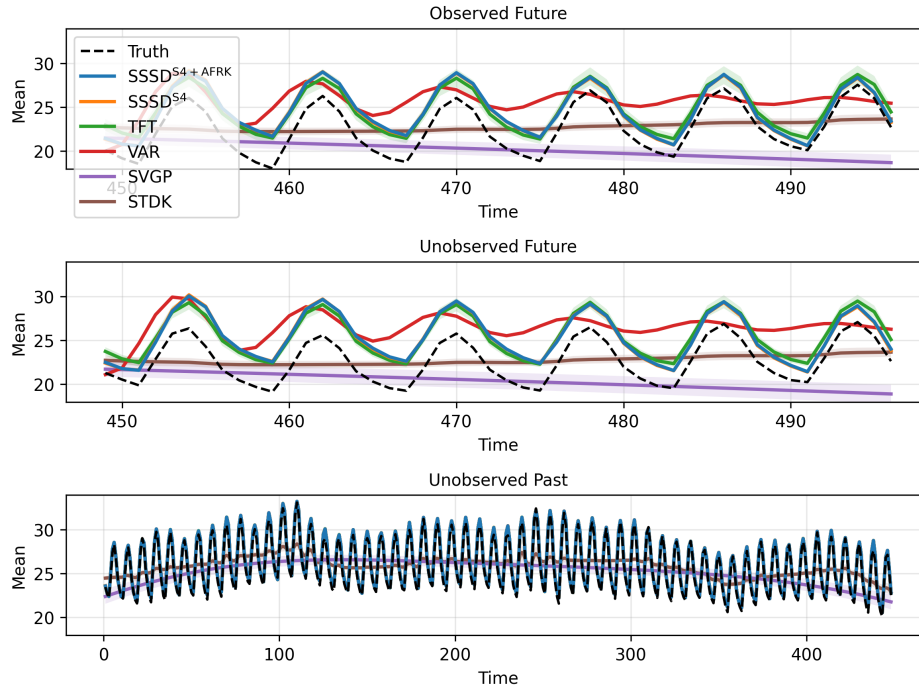 Observed Future
Mean
30
25
20
Truth
SSSD^S4+AFRK
SSSD^S4
TFT
VAR
SVGP
STDK
450 460 470 480 490
Time
Unobserved Future
Mean
30
25
20
450 460 470 480 490
Time
Unobserved Past
Mean
30
25
20
0 100 200 300 400
Time